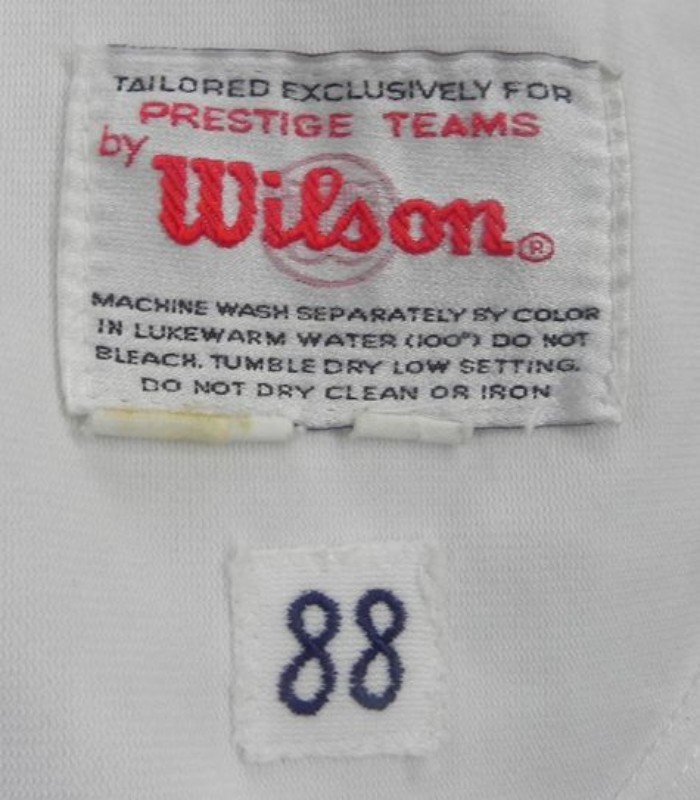 TAILORED EXCLUSIVELY FOR
PRESTIGE TEAMS
by
Wilson®
MACHINE WASH SEPARATELY BY COLOR
IN LUKEWARM WATER (100°) DO NOT
BLEACH. TUMBLE DRY LOW SETTING.
DO NOT DRY CLEAN OR IRON
88